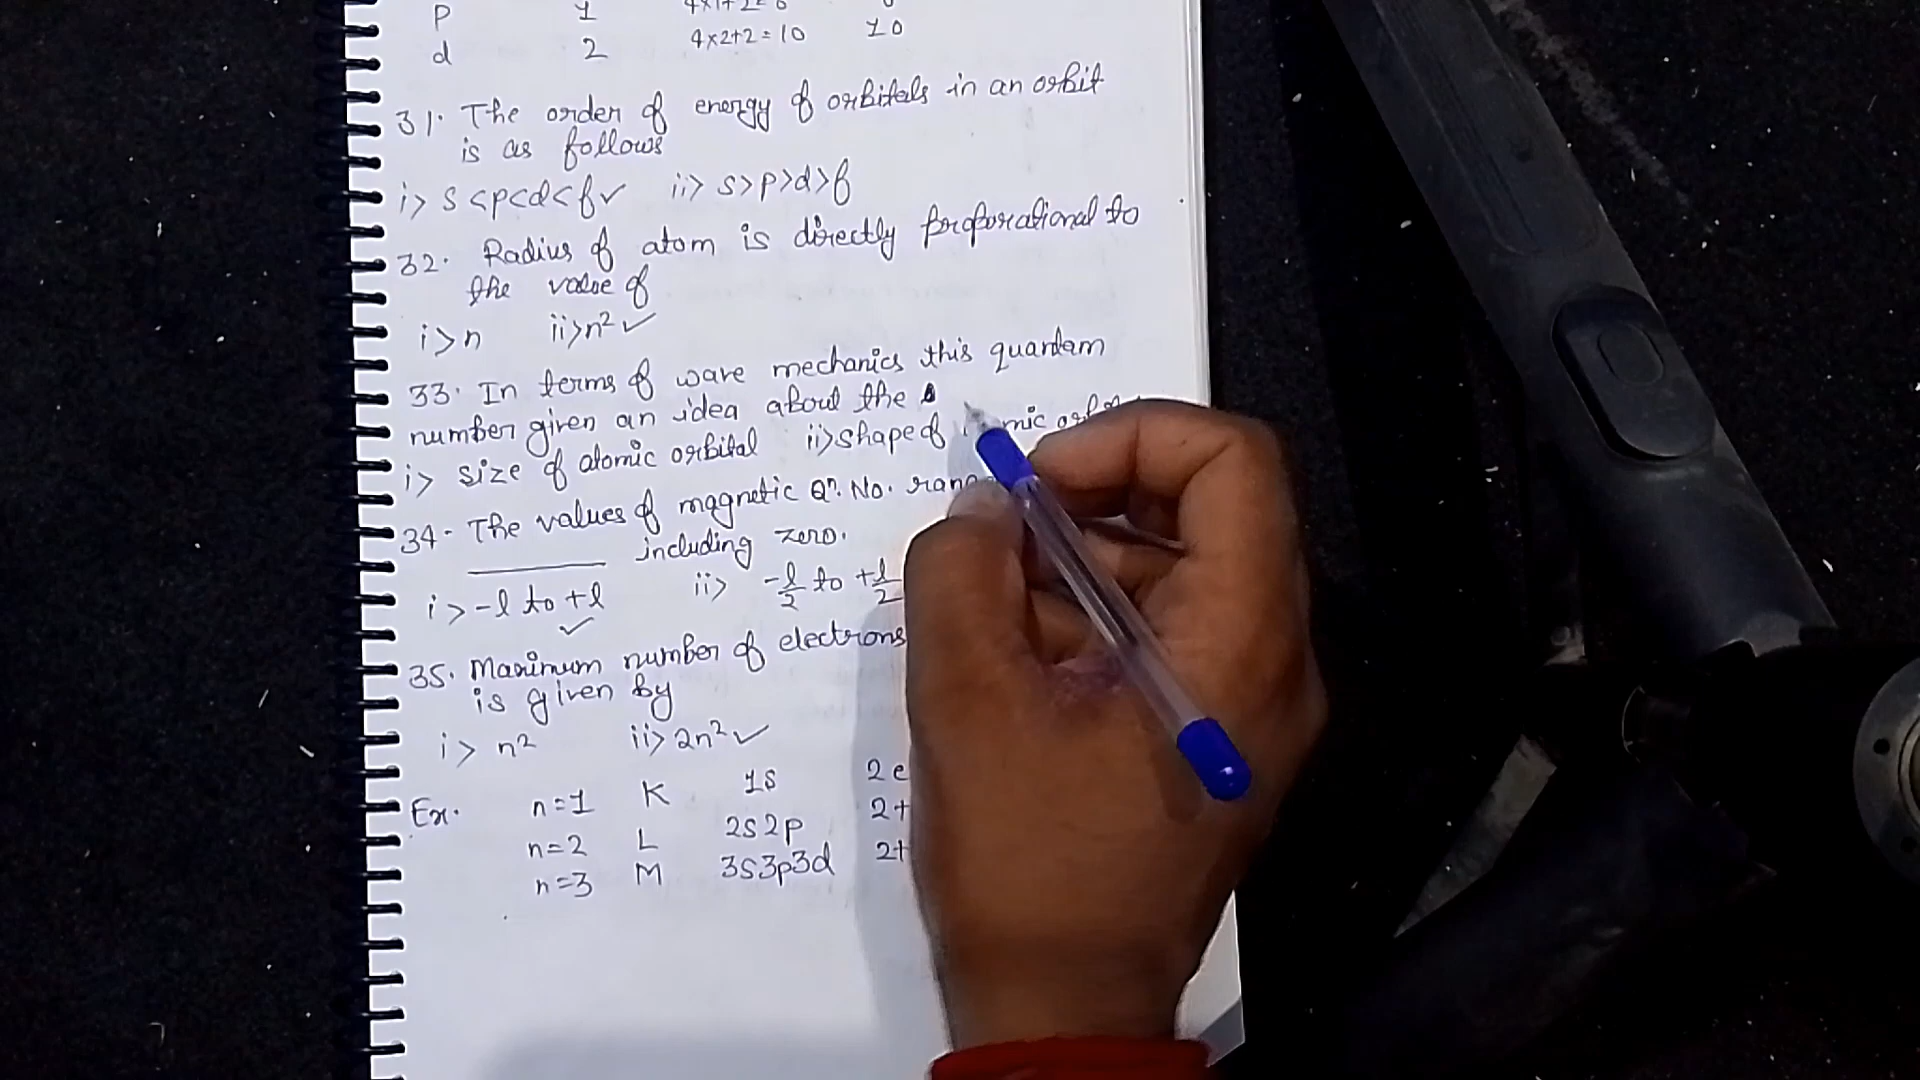 p 1 4×1+2=6
d 2 4×2+2=10 10
31. The order of energy of orbitals in an orbit
is as follows
i> s<p<d<f✓ ii> s>p>d>f
32. Radius of atom is directly proporational to
the value of
i> n ii> n² ✓
33. In terms of wave mechanics this quantam
number given an idea about the
i> size of atomic orbital ii> shape of
34- The values of magnetic Qn. No.
including zero.
i> -l to +l ✓ ii> -l/2 to +l/2
35. Maximum number of electrons
is given by
i> n² ii> 2n² ✓
Ex. n=1 K 1s 2e
n=2 L 2s2p 2+
n=3 M 3s3p3d 2+